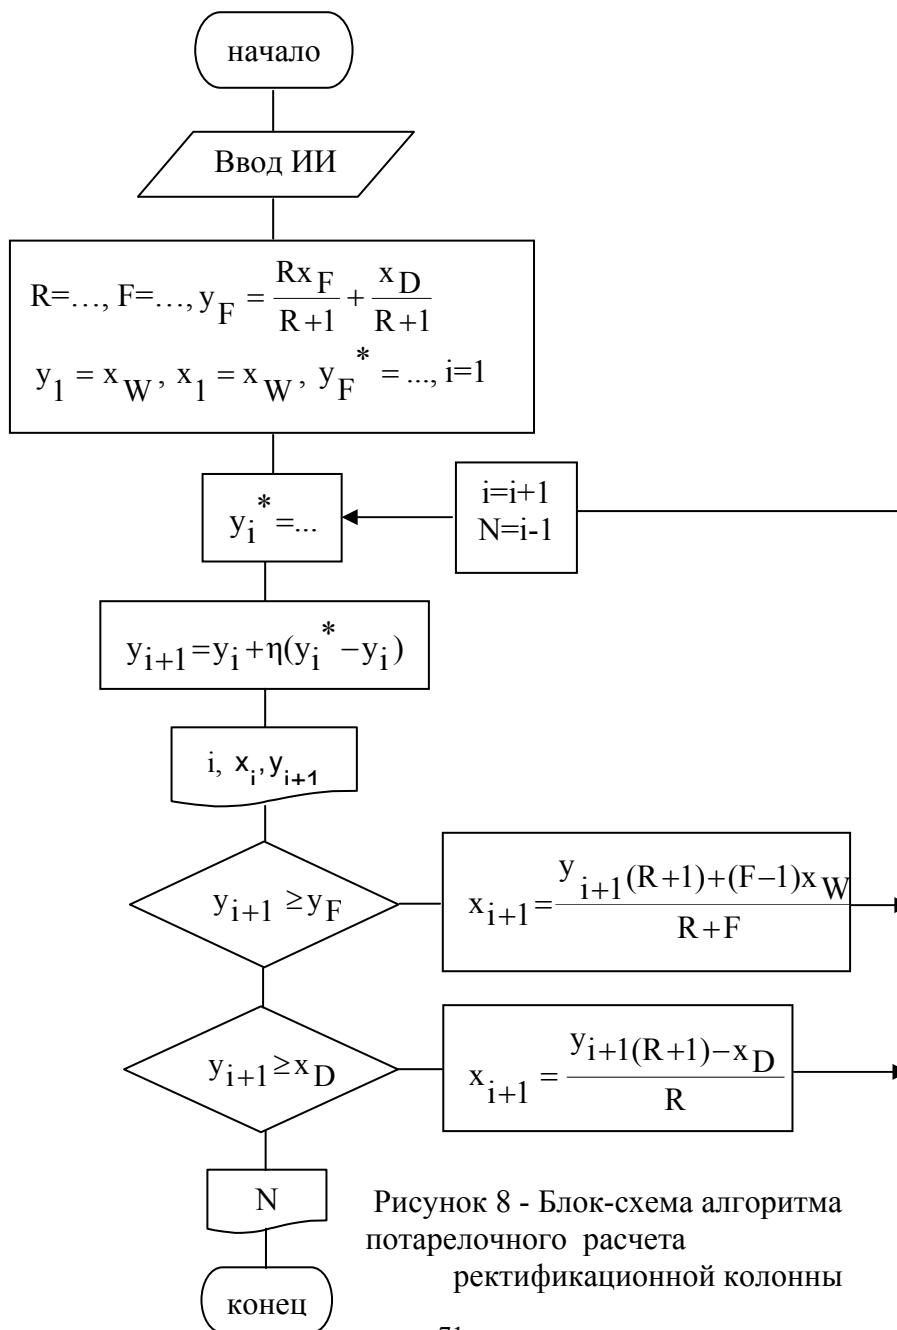 начало
Ввод ИИ
R=..., F=..., y_F = Rx_F/(R+1) + x_D/(R+1)
y_1 = x_W, x_1 = x_W, y_F* = ..., i=1
y_i* =...
i=i+1
N=i-1
y_{i+1}=y_i+η(y_i*−y_i)
i, x_i, y_{i+1}
y_{i+1} ≥ y_F
x_{i+1} = (y_{i+1}(R+1)+(F−1)x_W)/(R+F)
y_{i+1} ≥ x_D
x_{i+1} = (y_{i+1}(R+1)−x_D)/R
N
Рисунок 8 - Блок-схема алгоритма
потарелочного расчета
ректификационной колонны
конец